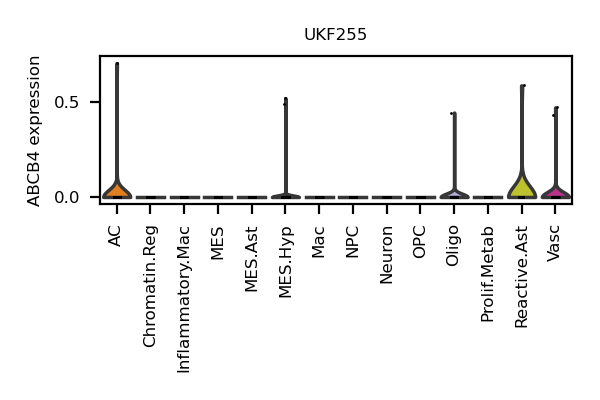 UKF255
ABCB4 expression
0.5
0.0
AC
Chromatin.Reg
Inflammatory.Mac
MES
MES.Ast
MES.Hyp
Mac
NPC
Neuron
OPC
Oligo
Prolif.Metab
Reactive.Ast
Vasc